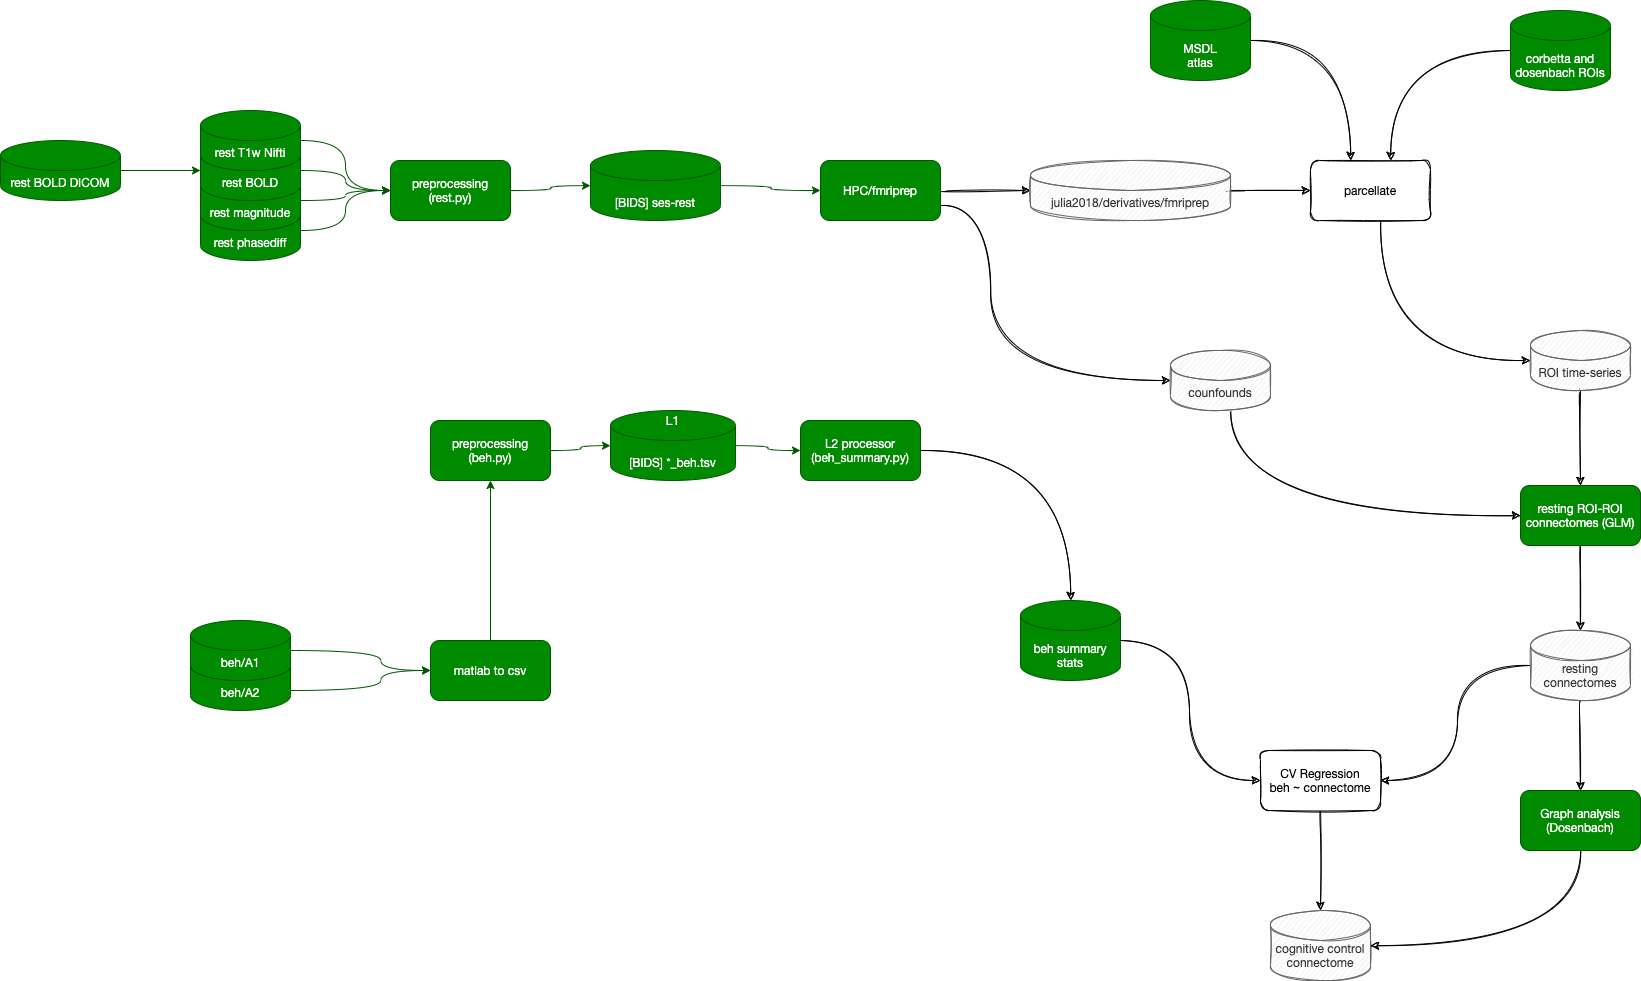 MSDL
atlas
corbetta and
dosenbach ROIs
rest BOLD DICOM
rest T1w Nifti
rest BOLD
rest magnitude
rest phasediff
preprocessing
(rest.py)
[BIDS] ses-rest
HPC/fmriprep
julia2018/derivatives/fmriprep
parcellate
counfounds
ROI time-series
preprocessing
(beh.py)
L1
[BIDS] *_beh.tsv
L2 processor
(beh_summary.py)
resting ROI-ROI
connectomes (GLM)
beh/A1
beh/A2
matlab to csv
beh summary
stats
resting
connectomes
CV Regression
beh ~ connectome
Graph analysis
(Dosenbach)
cognitive control
connectome